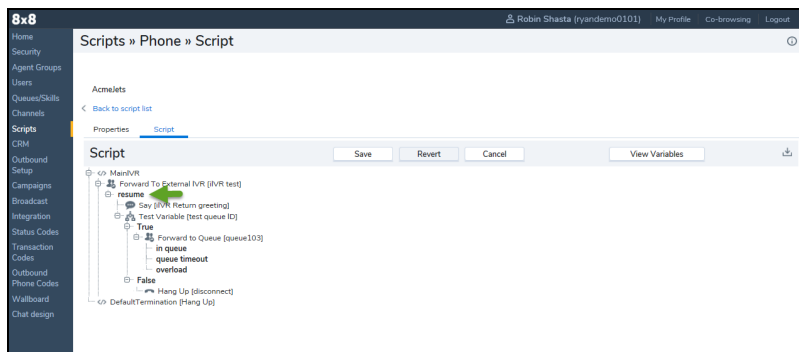 8x8
Robin Shasta (ryandemo0101) My Profile Co-browsing Logout
Home
Security
Agent Groups
Users
Queues/Skills
Channels
Scripts
CRM
Outbound
Setup
Campaigns
Broadcast
Integration
Status Codes
Transaction
Codes
Outbound
Phone Codes
Wallboard
Chat design
Scripts » Phone » Script
AcmeJets
Back to script list
Properties Script
Script Save Revert Cancel View Variables
</> MainIVR
Forward To External IVR [iIVR test]
resume
Say [iIVR Return greeting]
Test Variable [test queue ID]
True
Forward to Queue [queue103]
in queue
queue timeout
overload
False
Hang Up [disconnect]
</> DefaultTermination [Hang Up]